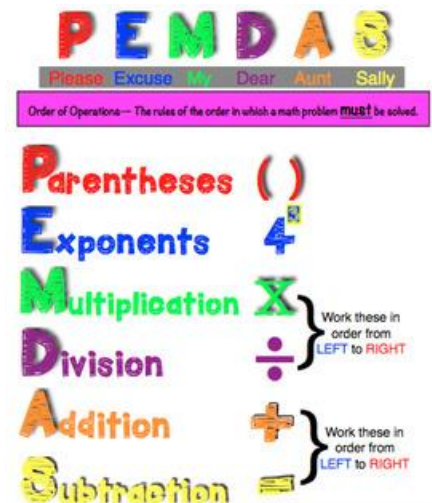 PEMDAS
Please Excuse My Dear Aunt Sally
Order of Operations— The rules of the order in which a math problem must be solved.
Parentheses ( )
Exponents 4
Multiplication X
Work these in
order from
LEFT to RIGHT
Division ÷
Addition +
Work these in
order from
LEFT to RIGHT
Subtraction